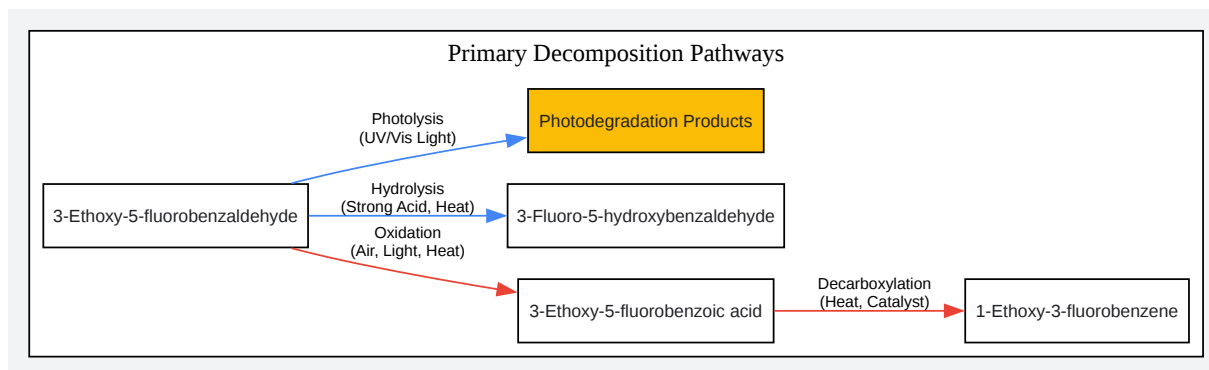 Primary Decomposition Pathways
Photolysis
(UV/Vis Light)
Photodegradation Products
3-Ethoxy-5-fluorobenzaldehyde
Hydrolysis
(Strong Acid, Heat)
3-Fluoro-5-hydroxybenzaldehyde
Oxidation
(Air, Light, Heat)
3-Ethoxy-5-fluorobenzoic acid
Decarboxylation
(Heat, Catalyst)
1-Ethoxy-3-fluorobenzene